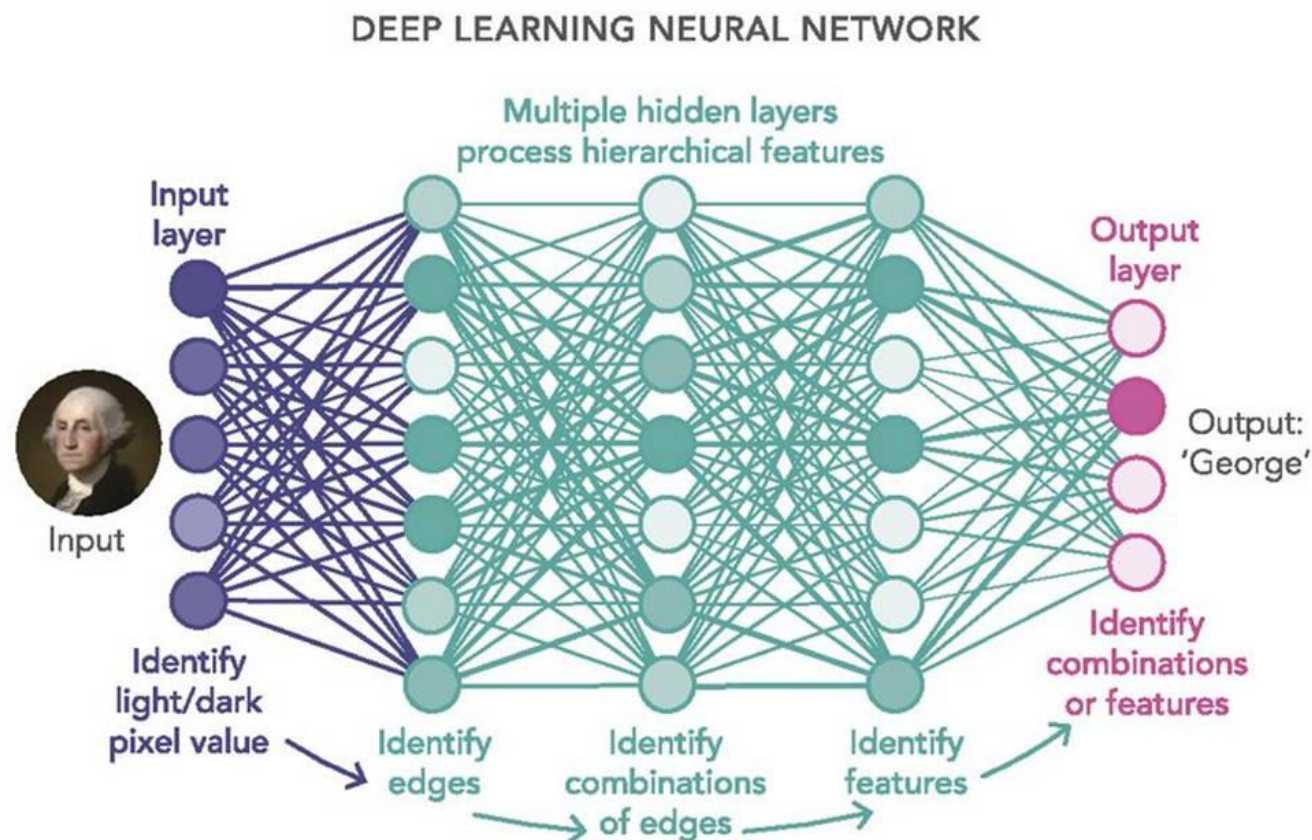 DEEP LEARNING NEURAL NETWORK
Multiple hidden layers
process hierarchical features
Input
layer
Output
layer
Input
Output:
'George'
Identify
light/dark
pixel value
Identify
edges
Identify
combinations
of edges
Identify
features
Identify
combinations
or features